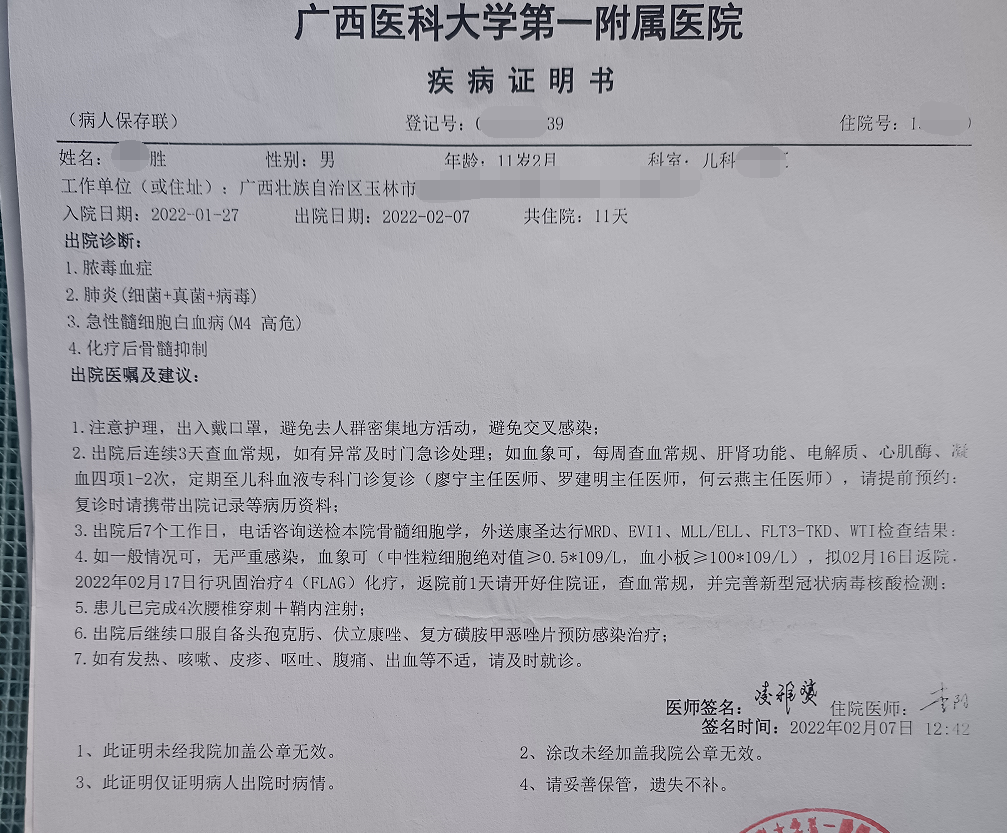 广西医科大学第一附属医院
疾病证明书
（病人保存联） 登记号：0 39 住院号：1
姓名： 胜 性别：男 年龄：11岁2月 科室：儿科
工作单位（或住址）：广西壮族自治区玉林市
入院日期：2022-01-27 出院日期：2022-02-07 共住院：11天
出院诊断：
1.脓毒血症
2.肺炎(细菌+真菌+病毒)
3.急性髓细胞白血病(M4 高危)
4.化疗后骨髓抑制
出院医嘱及建议：
1.注意护理，出入戴口罩，避免去人群密集地方活动，避免交叉感染；
2.出院后连续3天查血常规，如有异常及时门急诊处理；如血象可，每周查血常规、肝肾功能、电解质、心肌酶、凝
血四项1-2次，定期至儿科血液专科门诊复诊（廖宁主任医师、罗建明主任医师，何云燕主任医师），请提前预约：
复诊时请携带出院记录等病历资料；
3.出院后7个工作日，电话咨询送检本院骨髓细胞学，外送康圣达行MRD、EVI1、MLL/ELL、FLT3-TKD、WTI检查结果：
4.如一般情况可，无严重感染，血象可（中性粒细胞绝对值≥0.5*109/L，血小板≥100*109/L），拟02月16日返院.
2022年02月17日行巩固治疗4（FLAG）化疗，返院前1天请开好住院证，查血常规，并完善新型冠状病毒核酸检测：
5.患儿已完成4次腰椎穿刺＋鞘内注射；
6.出院后继续口服自备头孢克肟、伏立康唑、复方磺胺甲恶唑片预防感染治疗；
7.如有发热、咳嗽、皮疹、呕吐、腹痛、出血等不适，请及时就诊。
医师签名： 住院医师：
签名时间：2022年02月07日 12:42
1、此证明未经我院加盖公章无效。 2、涂改未经加盖我院公章无效。
3、此证明仅证明病人出院时病情。 4、请妥善保管，遗失不补。